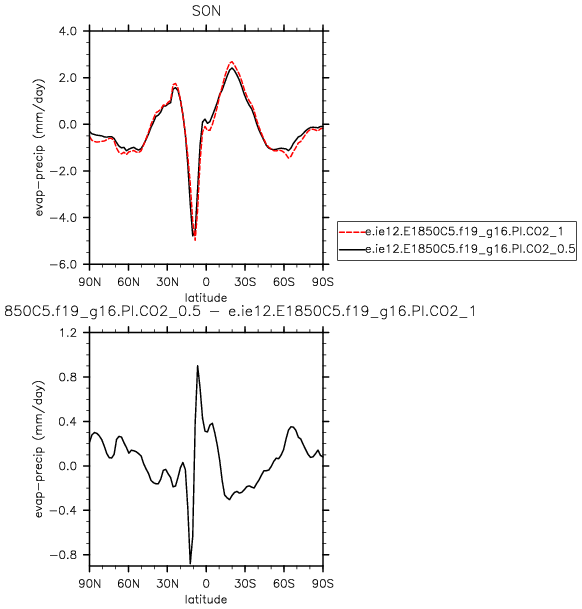 SON
4.0
2.0
0.0
−2.0
−4.0
−6.0
evap−precip (mm/day)
90N 60N 30N 0 30S 60S 90S
latitude
e.ie12.E1850C5.f19_g16.PI.CO2_1
e.ie12.E1850C5.f19_g16.PI.CO2_0.5
850C5.f19_g16.PI.CO2_0.5 − e.ie12.E1850C5.f19_g16.PI.CO2_1
1.2
0.8
0.4
0.0
−0.4
−0.8
evap−precip (mm/day)
90N 60N 30N 0 30S 60S 90S
latitude